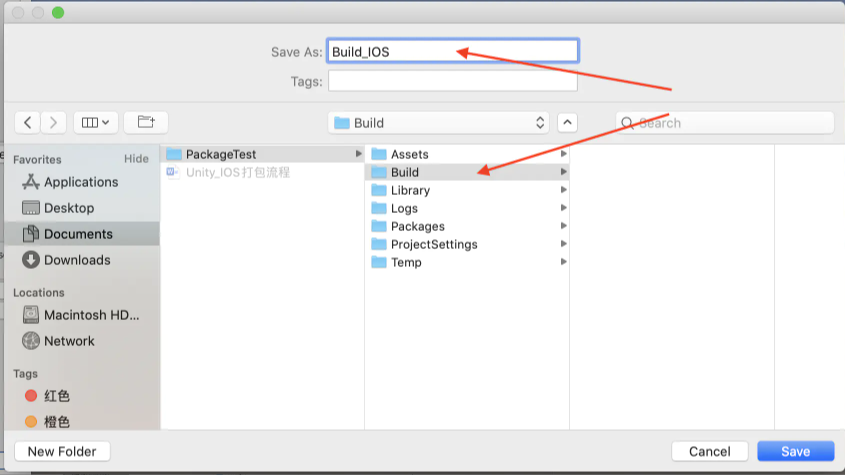 Save As: Build_IOS
Tags:
Build
Search
Favorites Hide
Applications
Desktop
Documents
Downloads
Locations
Macintosh HD...
Network
Tags
红色
橙色
PackageTest
Unity_IOS打包流程
Assets
Build
Library
Logs
Packages
ProjectSettings
Temp
New Folder
Cancel
Save